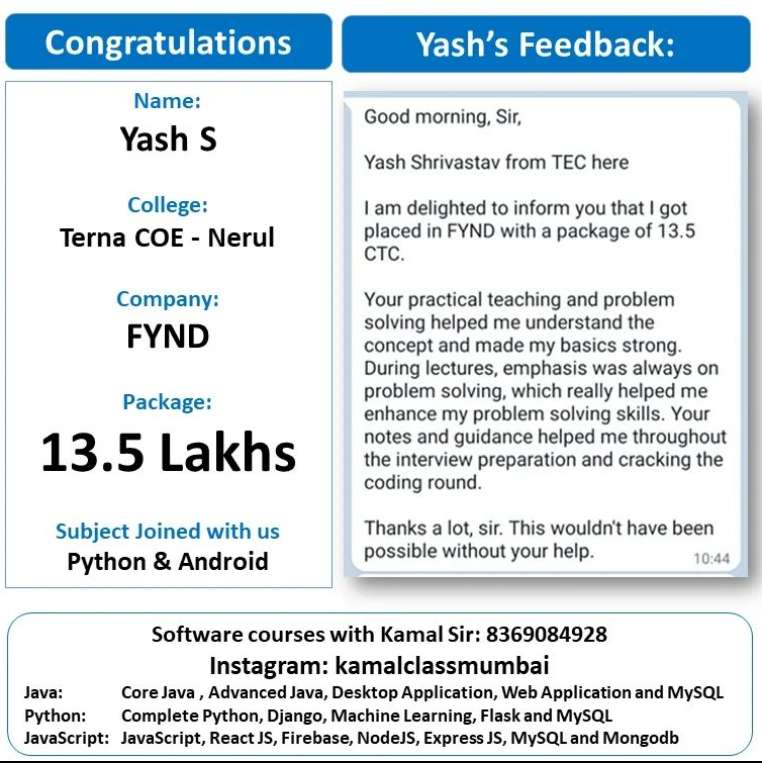 Congratulations
Name:
Yash S
College:
Terna COE - Nerul
Company:
FYND
Package:
13.5 Lakhs
Subject Joined with us
Python & Android
Yash's Feedback:
Good morning, Sir,
Yash Shrivastav from TEC here
I am delighted to inform you that I got
placed in FYND with a package of 13.5
CTC.
Your practical teaching and problem
solving helped me understand the
concept and made my basics strong.
During lectures, emphasis was always on
problem solving, which really helped me
enhance my problem solving skills. Your
notes and guidance helped me throughout
the interview preparation and cracking the
coding round.
Thanks a lot, sir. This wouldn't have been
possible without your help.
10:44
Software courses with Kamal Sir: 8369084928
Instagram: kamalclassmumbai
Java: Core Java , Advanced Java, Desktop Application, Web Application and MySQL
Python: Complete Python, Django, Machine Learning, Flask and MySQL
JavaScript: JavaScript, React JS, Firebase, NodeJS, Express JS, MySQL and Mongodb